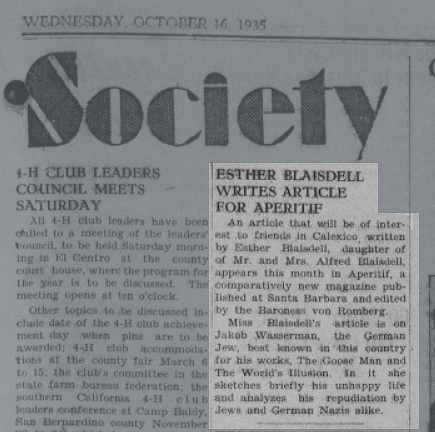 WEDNESDAY, OCTOBER 16, 1935
Society
4-H CLUB LEADERS
COUNCIL MEETS
SATURDAY
All 4-H club leaders have been
called to a meeting of the leaders'
council, to be held Saturday morn-
ing in El Centro at the county
court house, where the program for
the year is to be discussed. The
meeting opens at ten o'clock.
Other topics to be discussed in-
clude date of the 4-H club achieve-
ment day when pins are to be
awarded; 4-H club accommoda-
tions at the county fair March 6
to 15; the club's committee in the
state farm bureau federation; the
southern California 4-H club
leaders conference at Camp Baldy,
San Bernardino county November
ESTHER BLAISDELL
WRITES ARTICLE
FOR APERITIF
An article that will be of inter-
est to friends in Calexico, written
by Esther Blaisdell, daughter of
of Mr. and Mrs. Alfred Blaisdell,
appears this month in Aperitif, a
comparatively new magazine pub-
lished at Santa Barbara and edited
by the Baroness von Romberg.
Miss Blaisdell's article is on
Jakob Wasserman, the German
Jew, best known in this country
for his works, The Goose Man and
The World's Illusion. In it she
sketches briefly his unhappy life
and analyzes his repudiation by
Jews and German Nazis alike.